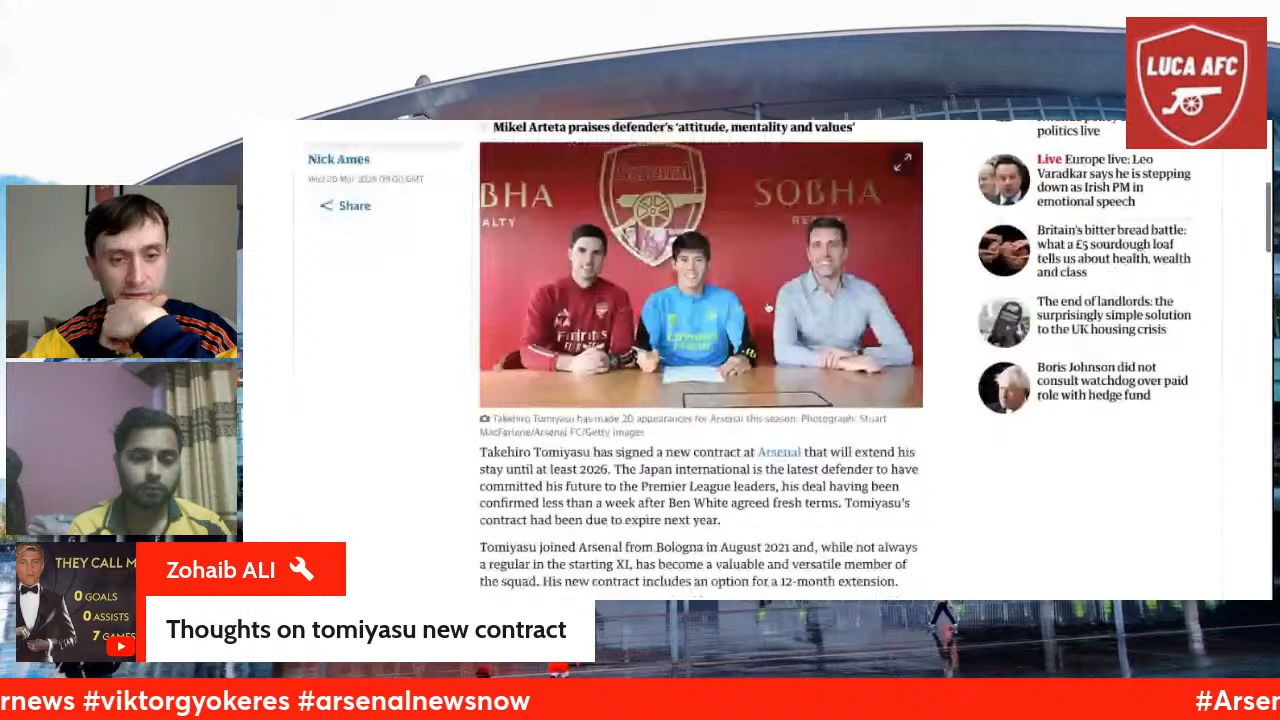 LUCA AFC
Mikel Arteta praises defender's 'attitude, mentality and values'
Nick Ames
Share
SOBHA
SOBHA
Arsenal
Emirates
Takehiro Tomiyasu has made 20 appearances for Arsenal this season. Photograph: Stuart
MacFarlane/Arsenal FC/Getty Images
Takehiro Tomiyasu has signed a new contract at Arsenal that will extend his
stay until at least 2026. The Japan international is the latest defender to have
committed his future to the Premier League leaders, his deal having been
confirmed less than a week after Ben White agreed fresh terms. Tomiyasu's
contract had been due to expire next year.
Tomiyasu joined Arsenal from Bologna in August 2021 and, while not always
a regular in the starting XI, has become a valuable and versatile member of
the squad. His new contract includes an option for a 12-month extension.
politics live
Live Europe live: Leo
Varadkar says he is stepping
down as Irish PM in
emotional speech
Britain's bitter bread battle:
what a £5 sourdough loaf
tells us about health, wealth
and class
The end of landlords: the
surprisingly simple solution
to the UK housing crisis
Boris Johnson did not
consult watchdog over paid
role with hedge fund
THEY CALL M
0 GOALS
0 ASSISTS
7 GAMES
Zohaib ALI
Thoughts on tomiyasu new contract
rnews #viktorgyokeres #arsenalnewsnow
#Arser